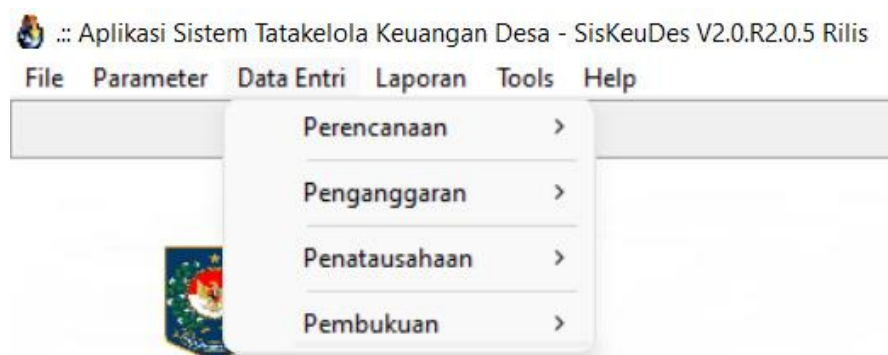 .:: Aplikasi Sistem Tatakelola Keuangan Desa - SisKeuDes V2.0.R2.0.5 Rilis
File Parameter Data Entri Laporan Tools Help
Perencanaan >
Penganggaran >
Penatausahaan >
Pembukuan >